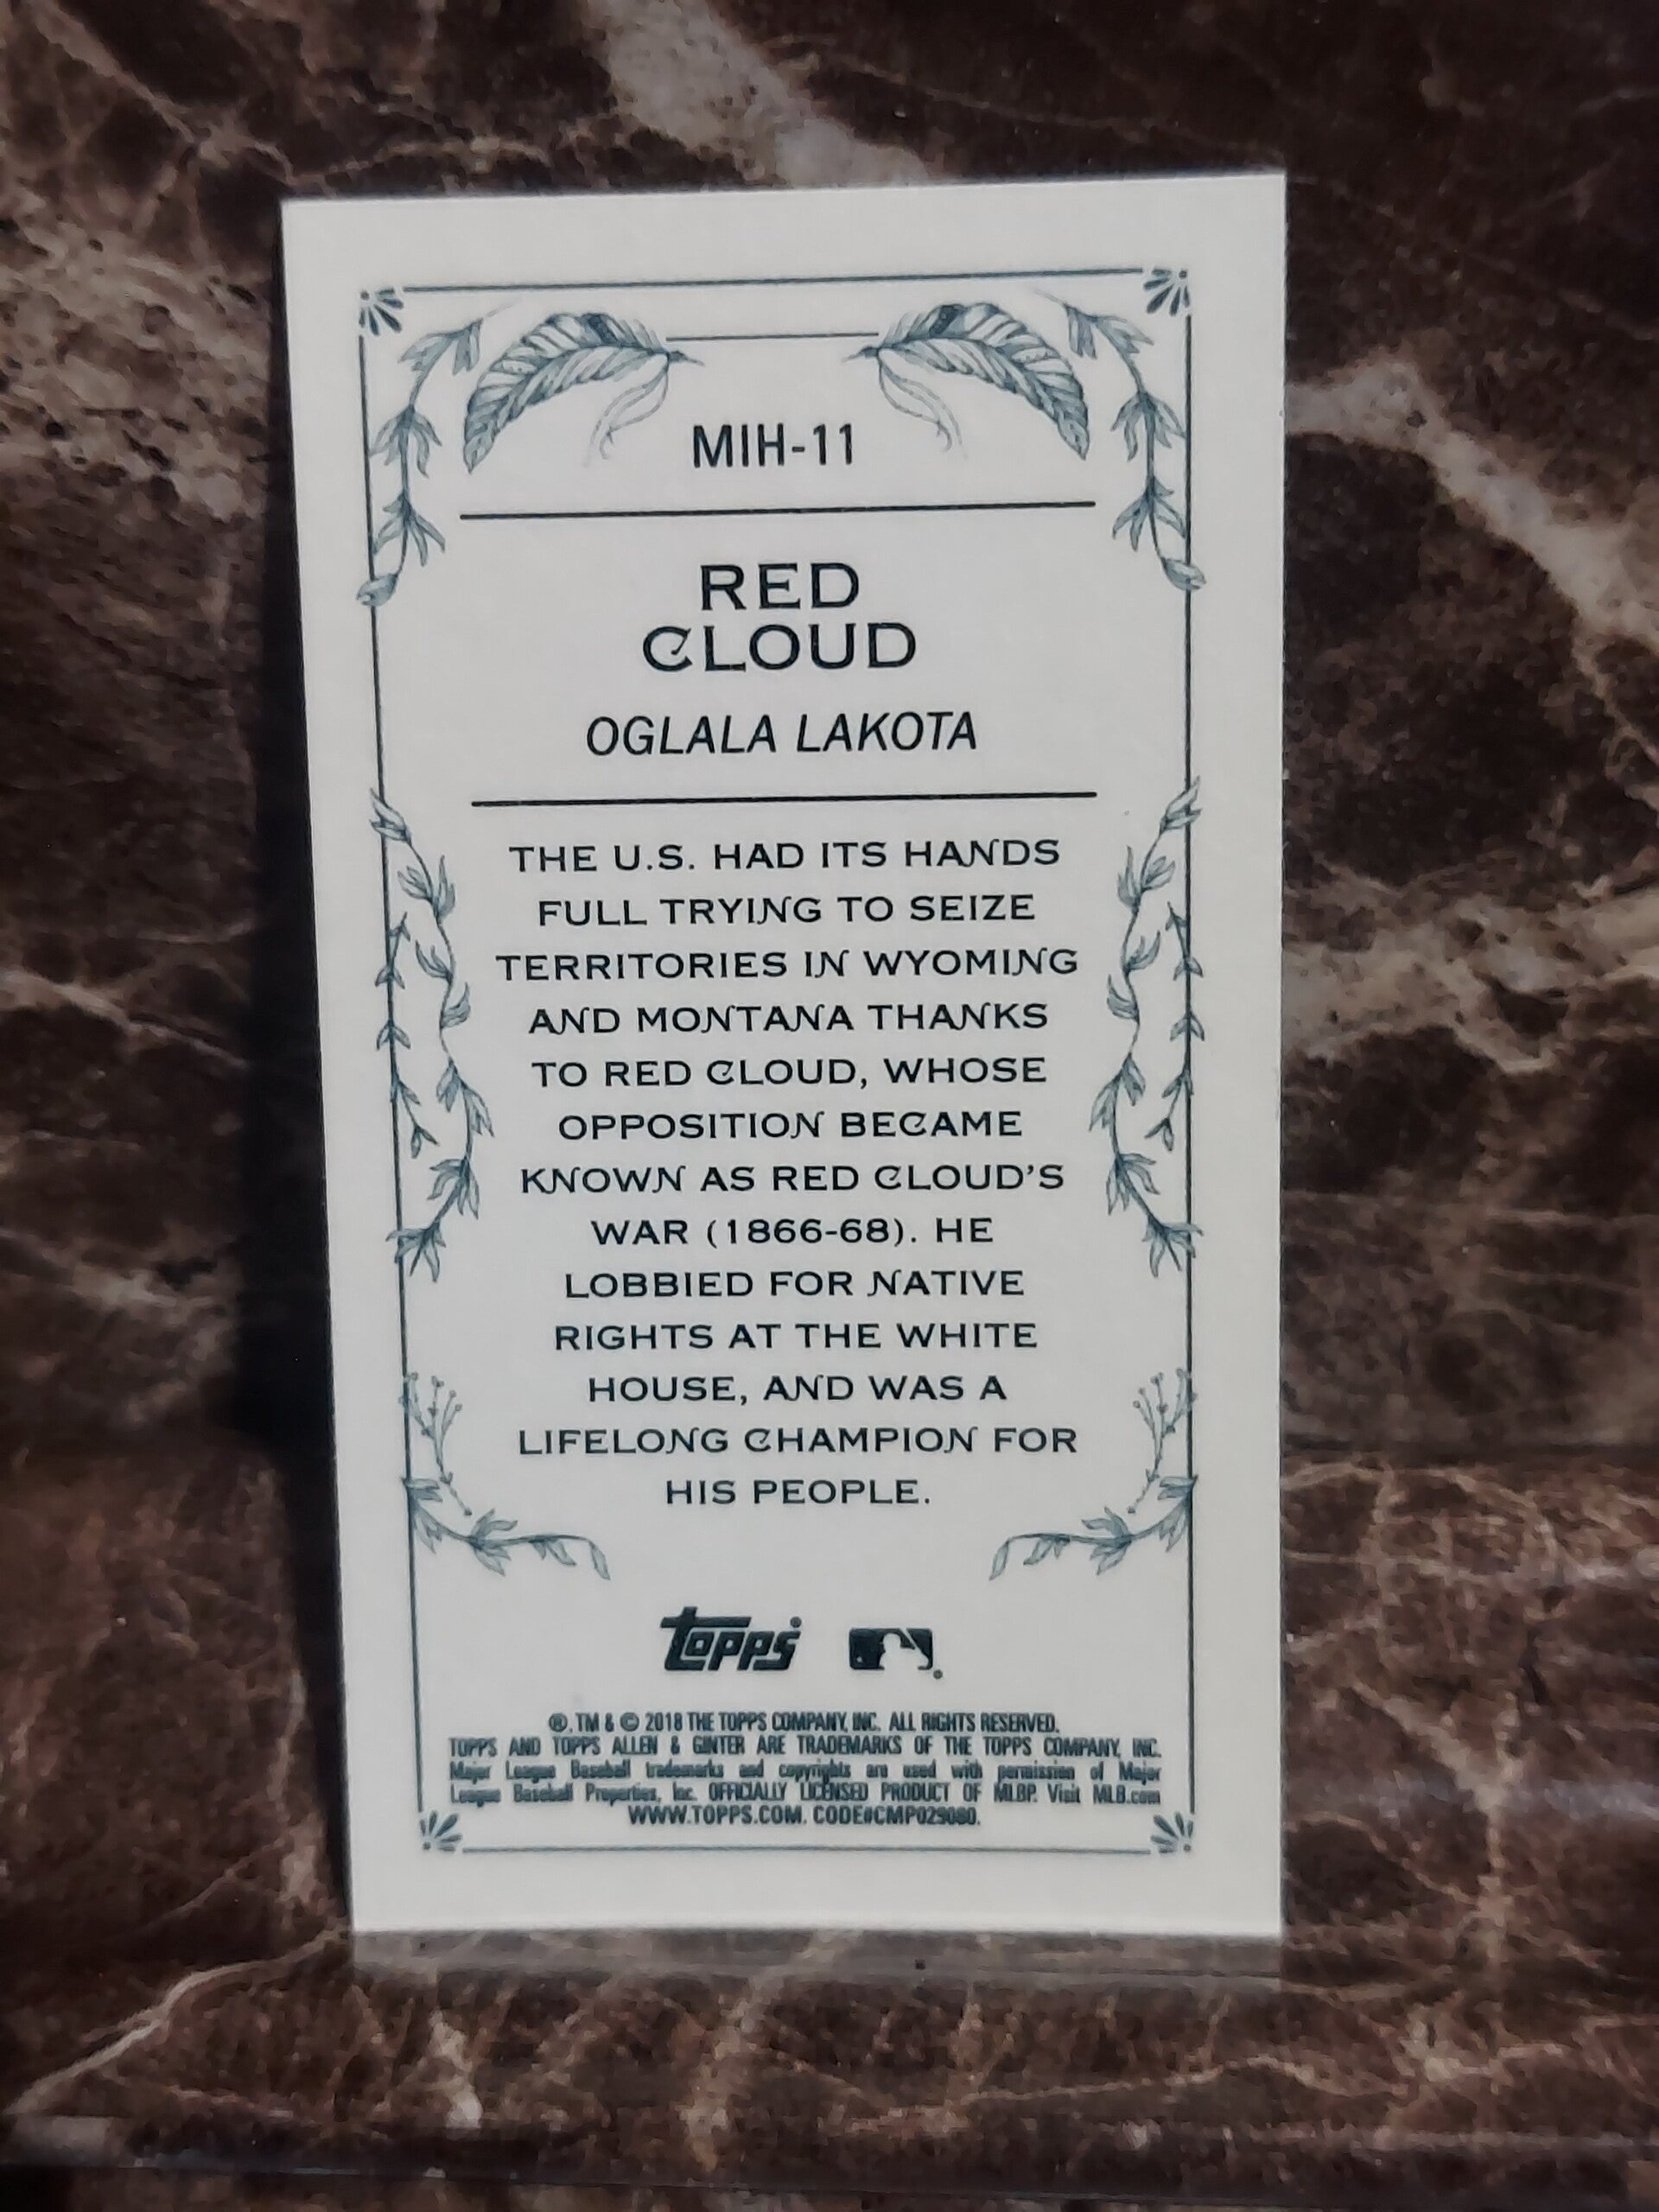 MIH-11
RED
CLOUD
OGLALA LAKOTA
THE U.S. HAD ITS HANDS
FULL TRYING TO SEIZE
TERRITORIES IN WYOMING
AND MONTANA THANKS
TO RED CLOUD, WHOSE
OPPOSITION BECAME
KNOWN AS RED CLOUD'S
WAR (1866-68). HE
LOBBIED FOR NATIVE
RIGHTS AT THE WHITE
HOUSE, AND WAS A
LIFELONG CHAMPION FOR
HIS PEOPLE.
topps
®, TM & © 2018 THE TOPPS COMPANY, INC. ALL RIGHTS RESERVED.
TOPPS AND TOPPS ALLEN & GINTER ARE TRADEMARKS OF THE TOPPS COMPANY, INC.
Major League Baseball trademarks and copyrights are used with permission of Major
League Baseball Properties, Inc. OFFICIALLY LICENSED PRODUCT OF MLBP. Visit MLB.com
WWW.TOPPS.COM. CODE#CMP029080.